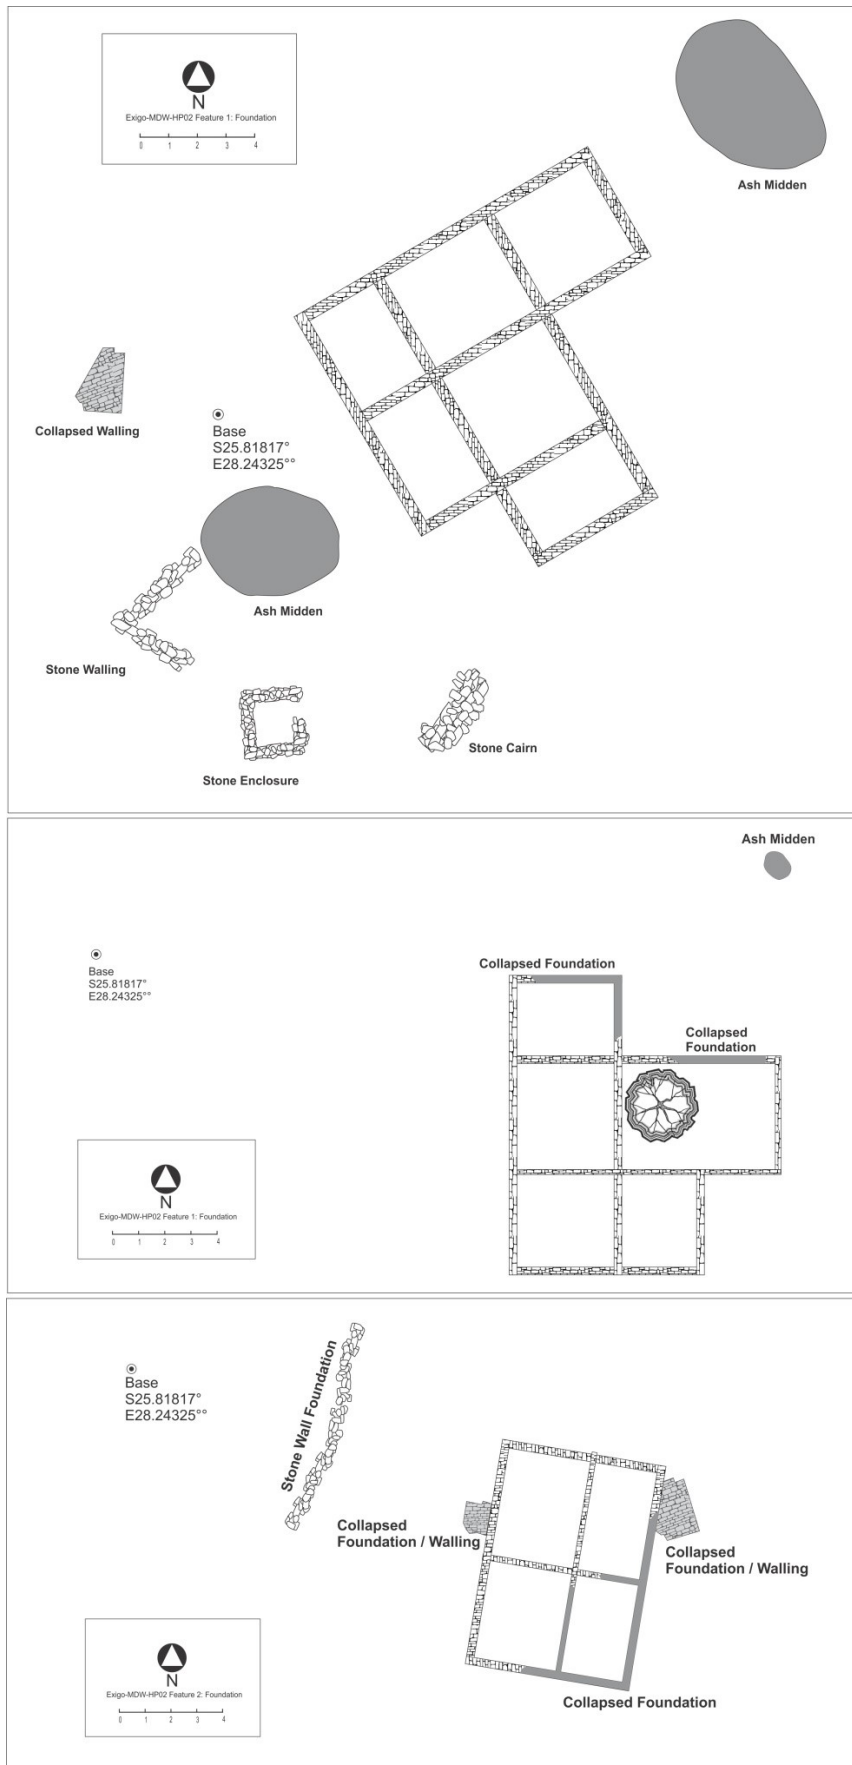 N
Exigo-MDW-HP02 Feature 1: Foundation
0 1 2 3 4
Ash Midden
Collapsed Walling
Base
S25.81817°
E28.24325°°
Ash Midden
Stone Walling
Stone Cairn
Stone Enclosure
Ash Midden
Base
S25.81817°
E28.24325°°
Collapsed Foundation
Collapsed
Foundation
N
Exigo-MDW-HP02 Feature 1: Foundation
0 1 2 3 4
Base
S25.81817°
E28.24325°°
Stone Wall Foundation
Collapsed
Foundation / Walling
Collapsed
Foundation / Walling
N
Exigo-MDW-HP02 Feature 2: Foundation
0 1 2 3 4
Collapsed Foundation